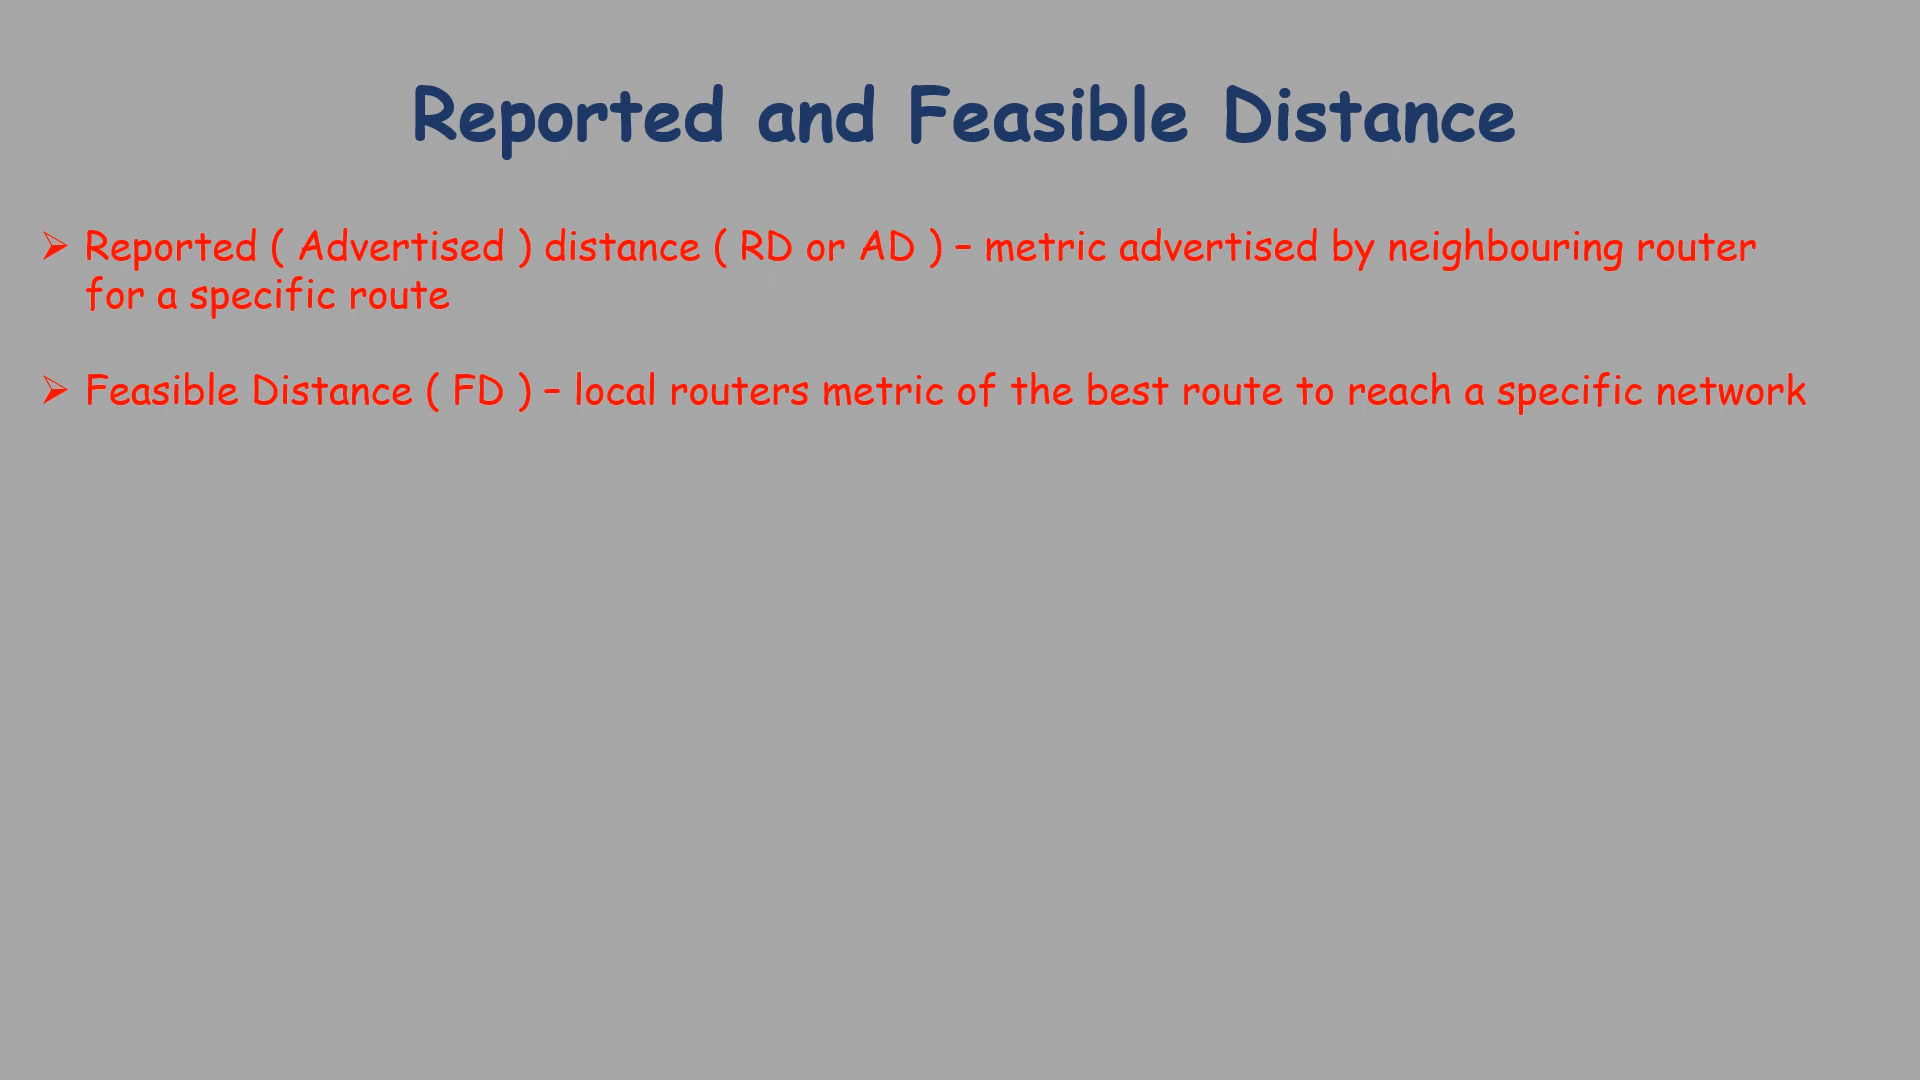 Reported and Feasible Distance
➢ Reported ( Advertised ) distance ( RD or AD ) – metric advertised by neighbouring router
for a specific route
➢ Feasible Distance ( FD ) – local routers metric of the best route to reach a specific network